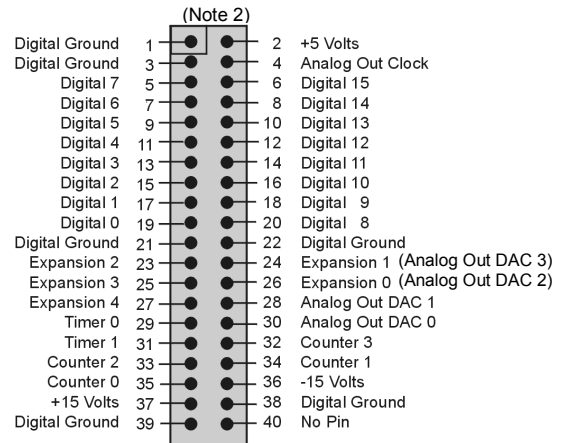 (Note 2)
Digital Ground 1 2 +5 Volts
Digital Ground 3 4 Analog Out Clock
Digital 7 5 6 Digital 15
Digital 6 7 8 Digital 14
Digital 5 9 10 Digital 13
Digital 4 11 12 Digital 12
Digital 3 13 14 Digital 11
Digital 2 15 16 Digital 10
Digital 1 17 18 Digital 9
Digital 0 19 20 Digital 8
Digital Ground 21 22 Digital Ground
Expansion 2 23 24 Expansion 1 (Analog Out DAC 3)
Expansion 3 25 26 Expansion 0 (Analog Out DAC 2)
Expansion 4 27 28 Analog Out DAC 1
Timer 0 29 30 Analog Out DAC 0
Timer 1 31 32 Counter 3
Counter 2 33 34 Counter 1
Counter 0 35 36 -15 Volts
+15 Volts 37 38 Digital Ground
Digital Ground 39 40 No Pin